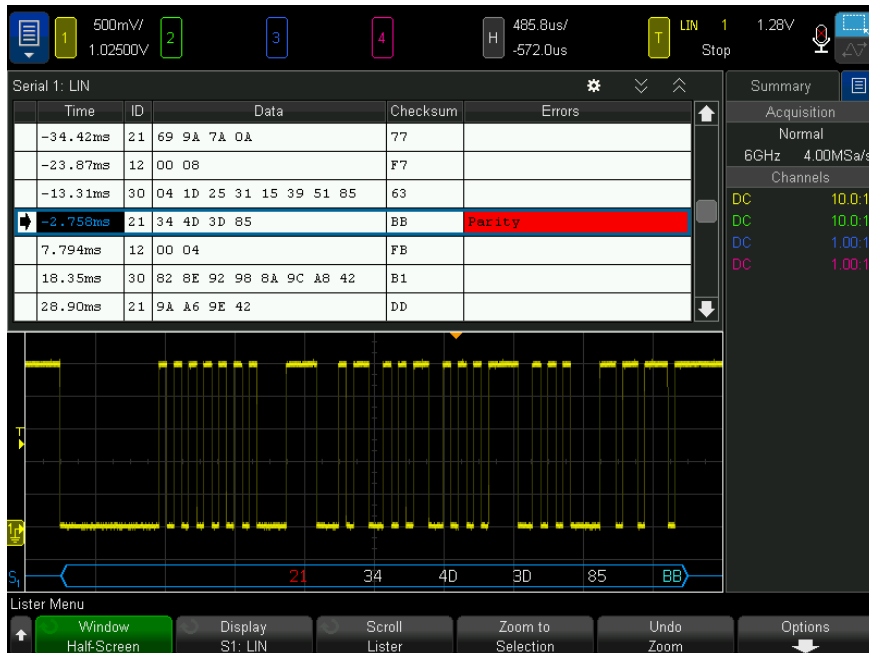 1 500mV/ 2 3 4 H 485.8us/ T LIN 1 1.28V
1.02500V -572.0us Stop
Serial 1: LIN
Time ID Data Checksum Errors
-34.42ms 21 69 9A 7A 0A 77
-23.87ms 12 00 08 F7
-13.31ms 30 04 1D 25 31 15 39 51 85 63
-2.758ms 21 34 4D 3D 85 BB Parity
7.794ms 12 00 04 FB
18.35ms 30 82 8E 92 98 8A 9C A8 42 B1
28.90ms 21 9A A6 9E 42 DD
Summary
Acquisition
Normal
6GHz 4.00MSa/s
Channels
DC 10.0:1
DC 10.0:1
DC 1.00:1
DC 1.00:1
T
1
S1 21 34 4D 3D 85 BB
Lister Menu
Window
Half-Screen
Display
S1: LIN
Scroll
Lister
Zoom to
Selection
Undo
Zoom
Options